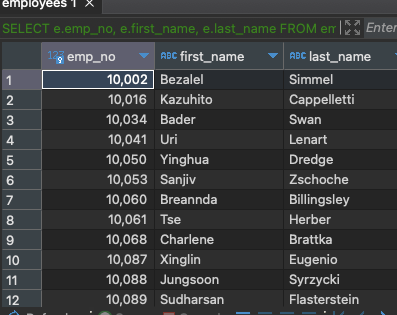 employees 1 ×
SELECT e.emp_no, e.first_name, e.last_name FROM em
Enter
123 emp_no ABC first_name ABC last_name
1 10,002 Bezalel Simmel
2 10,016 Kazuhito Cappelletti
3 10,034 Bader Swan
4 10,041 Uri Lenart
5 10,050 Yinghua Dredge
6 10,053 Sanjiv Zschoche
7 10,060 Breannda Billingsley
8 10,061 Tse Herber
9 10,068 Charlene Brattka
10 10,087 Xinglin Eugenio
11 10,088 Jungsoon Syrzycki
12 10,089 Sudharsan Flasterstein